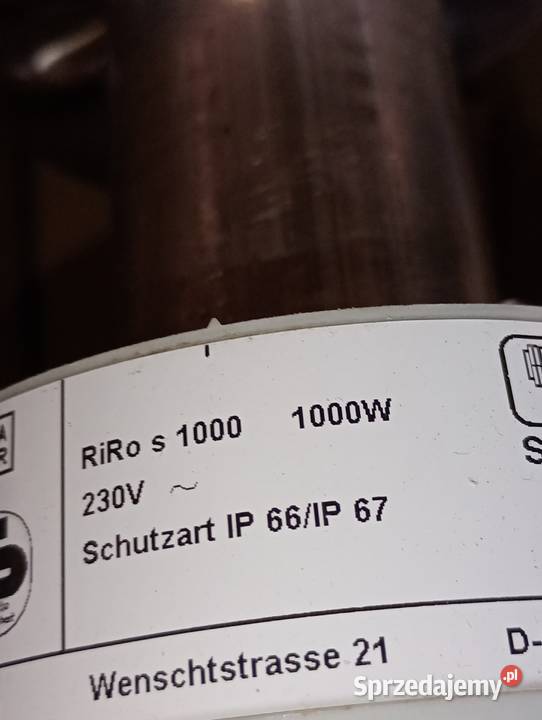 RiRo s 1000 1000W
230V ~
Schutzart IP 66/IP 67
Wenschtstrasse 21 D-
Sprzedajemy.pl